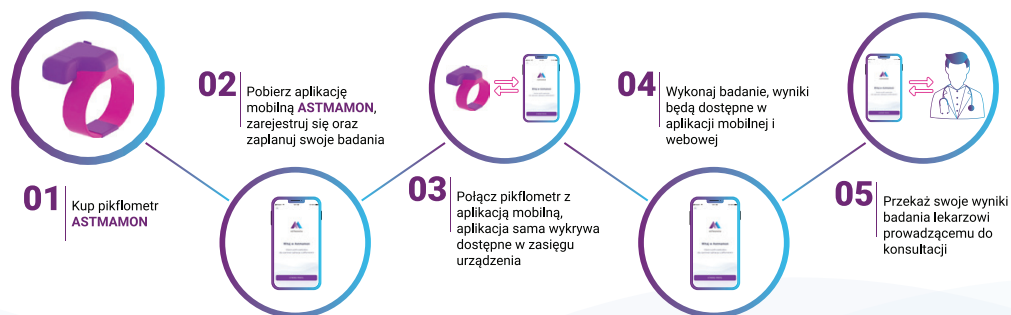 01
Kup pikflometr
ASTMAMON
02
Pobierz aplikację
mobilną ASTMAMON,
zarejestruj się oraz
zaplanuj swoje badania
03
Połącz pikflometr z
aplikacją mobilną,
aplikacja sama wykrywa
dostępne w zasięgu
urządzenia
04
Wykonaj badanie, wyniki
będą dostępne w
aplikacji mobilnej i
webowej
05
Przekaż swoje wyniki
badania lekarzowi
prowadzącemu do
konsultacji